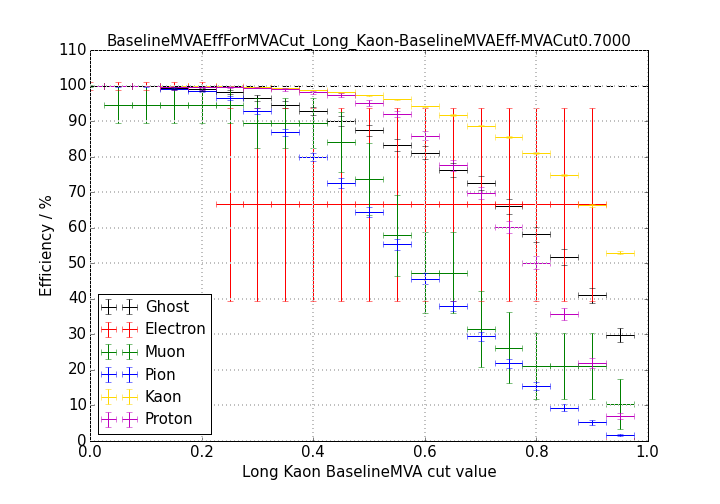 BaselineMVAEffForMVACut_Long_Kaon-BaselineMVAEff-MVACut0.7000
110
100
90
80
70
60
50
40
30
20
10
0
Efficiency / %
Ghost
Electron
Muon
Pion
Kaon
Proton
0.0 0.2 0.4 0.6 0.8 1.0
Long Kaon BaselineMVA cut value